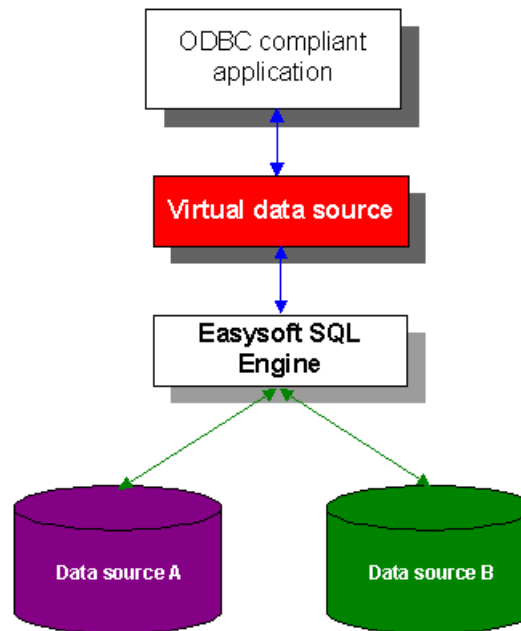 ODBC compliant
application
Virtual data source
Easysoft SQL
Engine
Data source A
Data source B